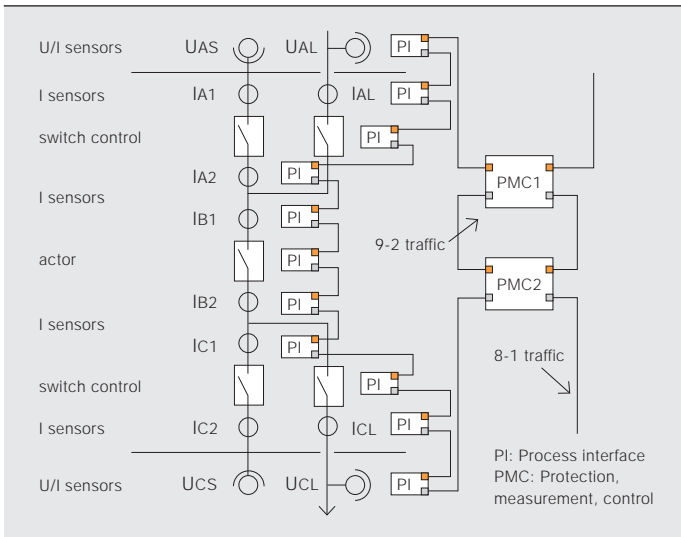 U/I sensors UAS UAL PI
I sensors IA1 IAL PI
switch control PI
IA2 PI
PMC1
I sensors
IB1 PI
9-2 traffic
actor PI
PMC2
IB2 PI
I sensors
IC1 PI
8-1 traffic
switch control PI
I sensors IC2 ICL PI
PI: Process interface
PMC: Protection,
measurement, control
U/I sensors UCS UCL PI